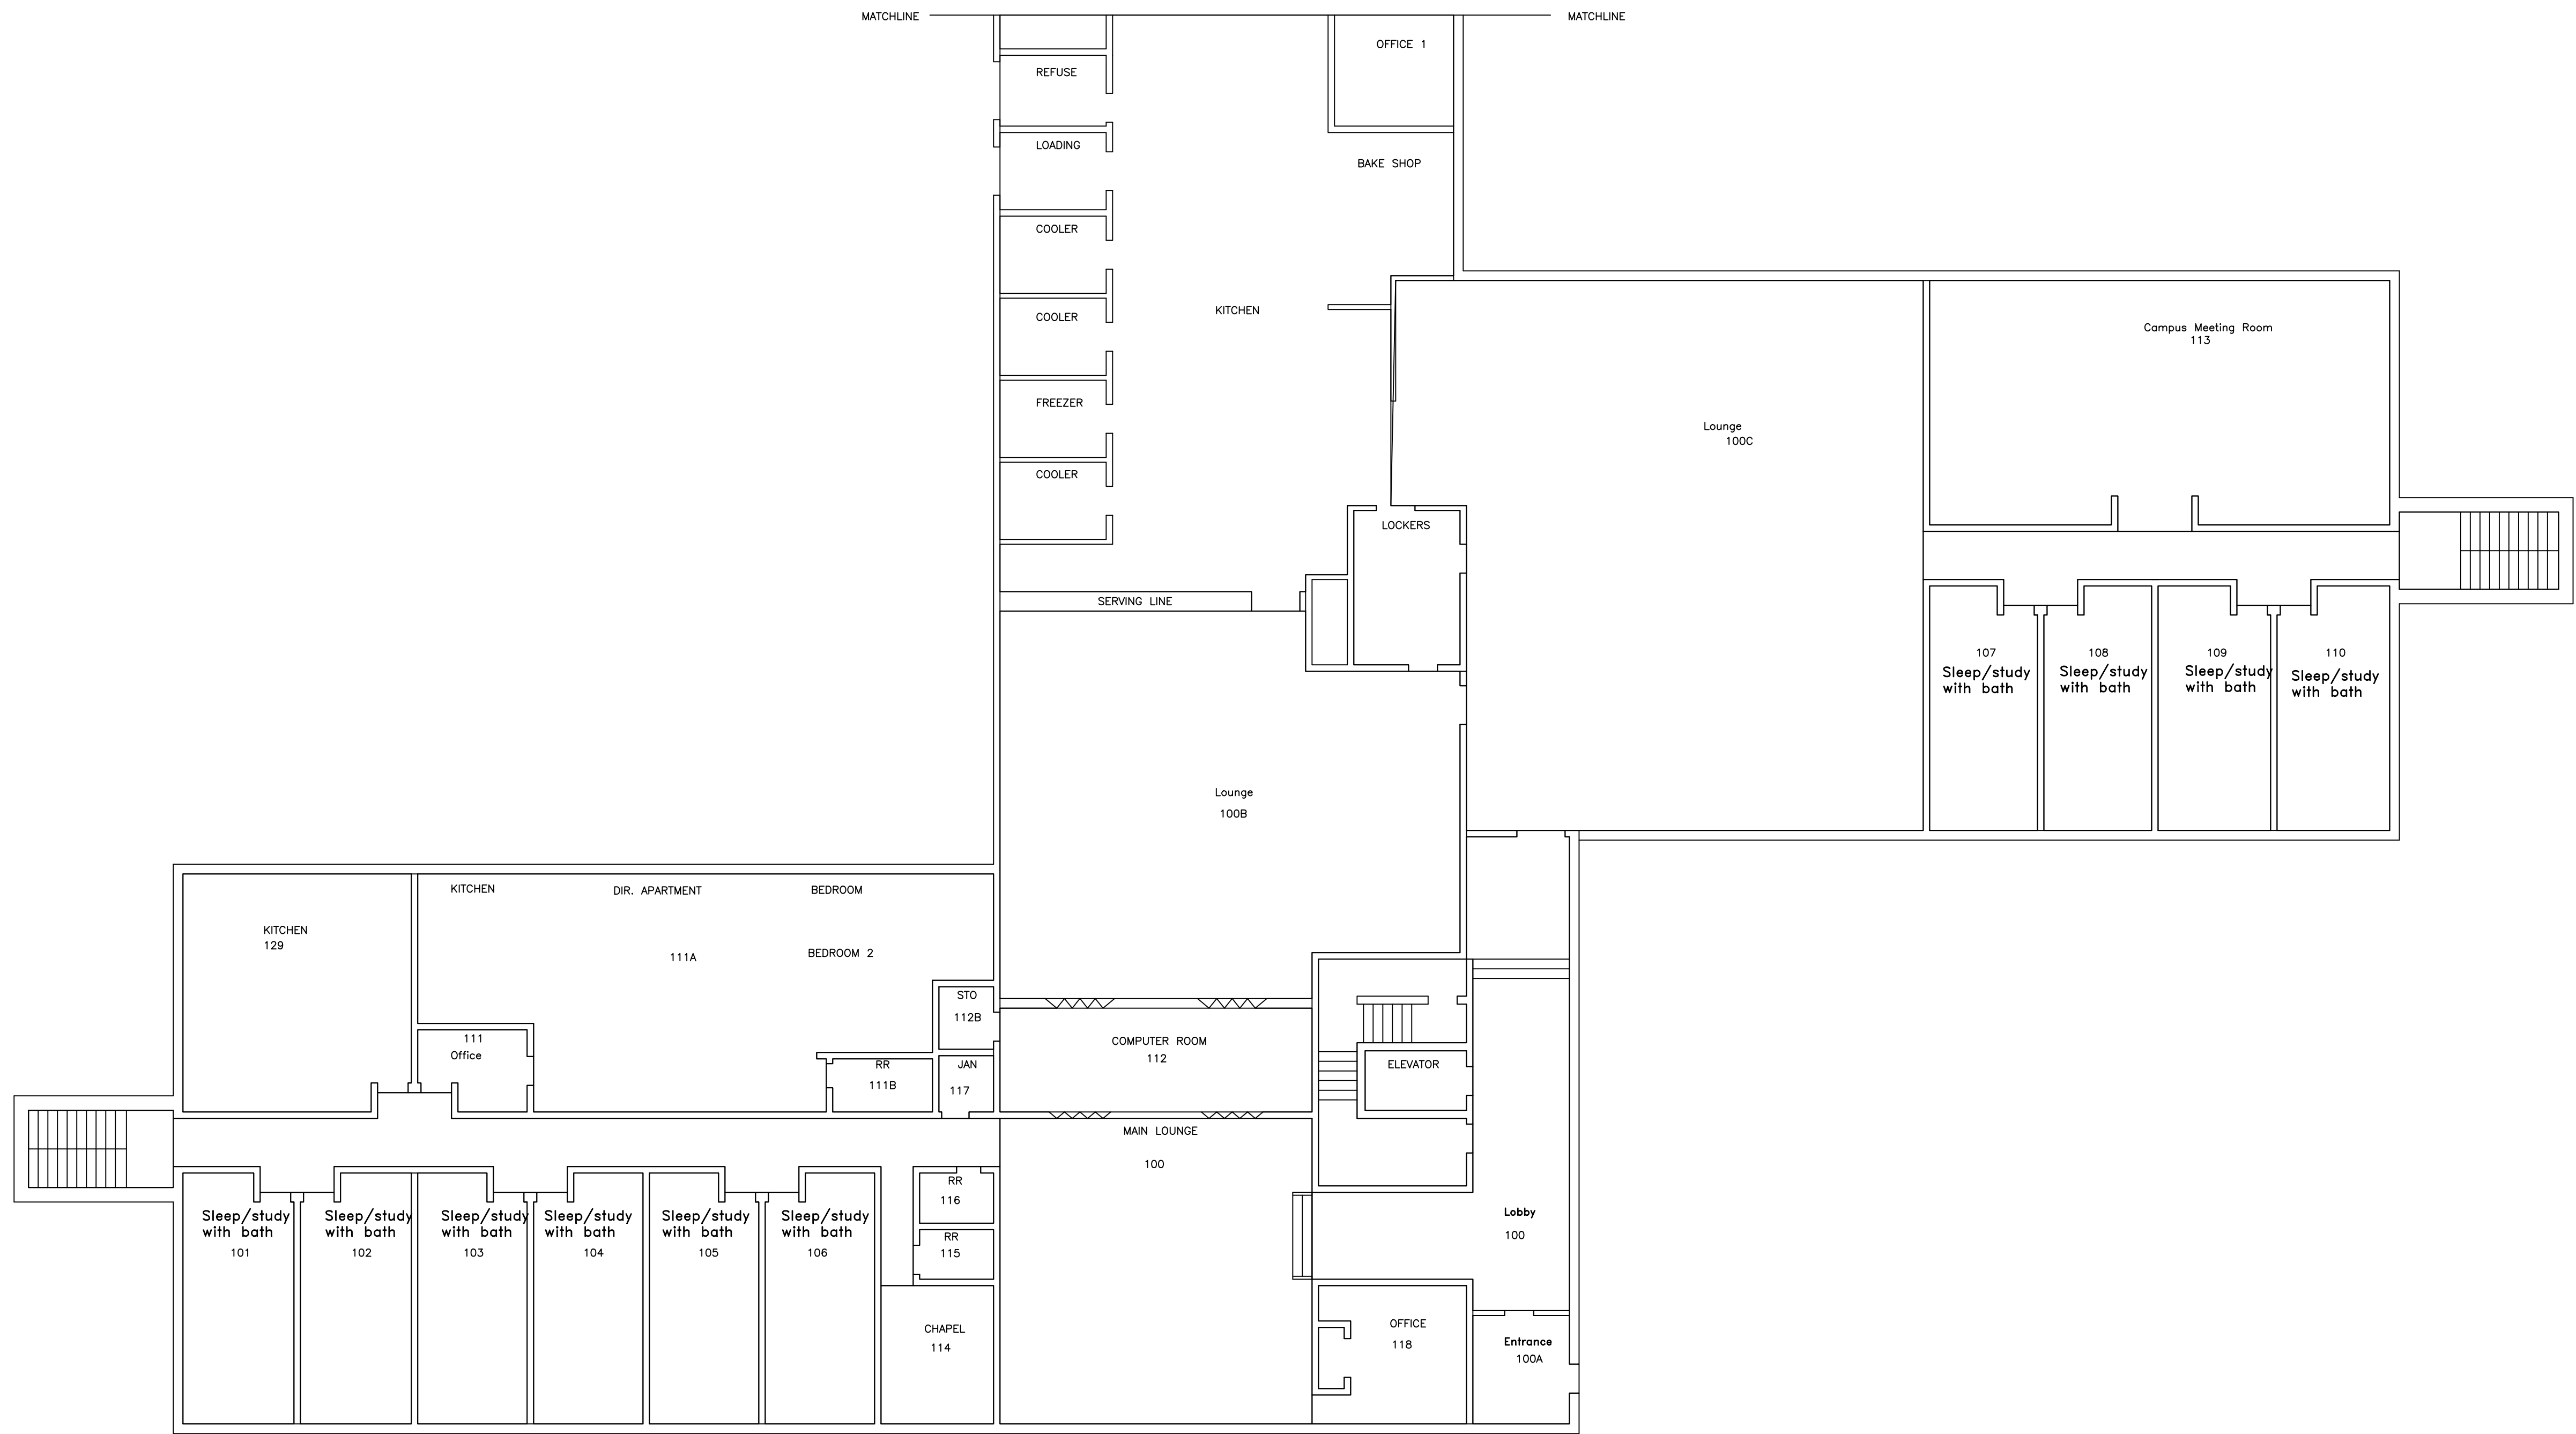 MATCHLINE
MATCHLINE
OFFICE 1
REFUSE
LOADING
BAKE SHOP
COOLER
KITCHEN
COOLER
Campus Meeting Room
113
FREEZER
Lounge
100C
COOLER
LOCKERS
SERVING LINE
107
Sleep/study
with bath
108
Sleep/study
with bath
109
Sleep/study
with bath
110
Sleep/study
with bath
Lounge
100B
KITCHEN
DIR. APARTMENT
BEDROOM
KITCHEN
129
111A
BEDROOM 2
STO
112B
111
Office
COMPUTER ROOM
112
RR
111B
JAN
117
ELEVATOR
MAIN LOUNGE
100
RR
116
Sleep/study
with bath
101
Sleep/study
with bath
102
Sleep/study
with bath
103
Sleep/study
with bath
104
Sleep/study
with bath
105
Sleep/study
with bath
106
RR
115
Lobby
100
CHAPEL
114
OFFICE
118
Entrance
100A